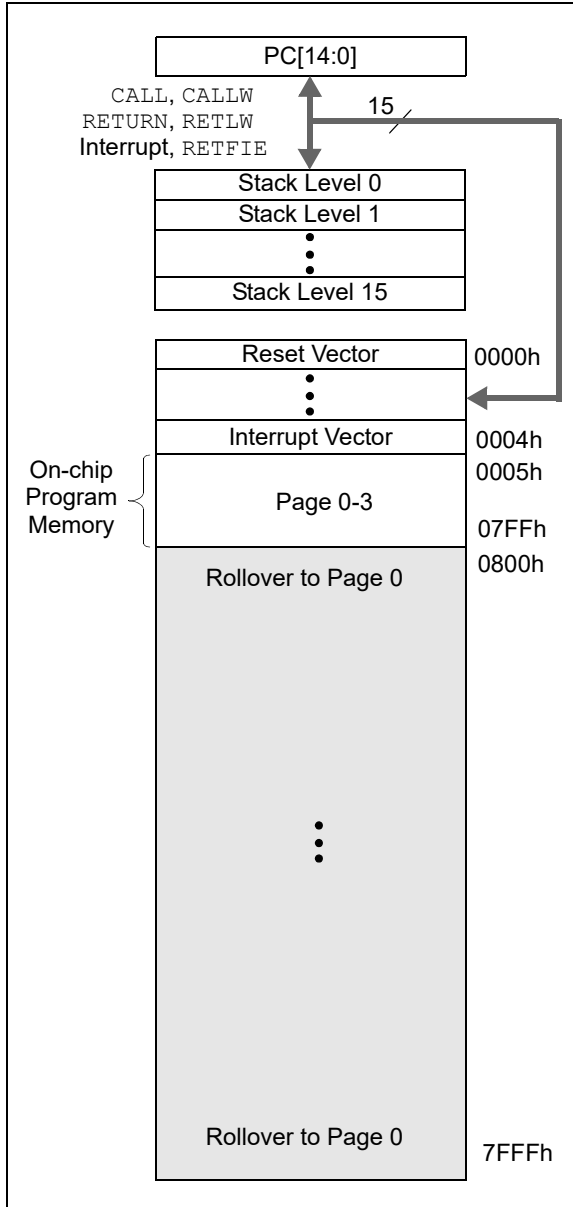 PC[14:0]
CALL, CALLW
RETURN, RETLW
Interrupt, RETFIE
15
Stack Level 0
Stack Level 1
Stack Level 15
Reset Vector
0000h
Interrupt Vector
0004h
On-chip
Program
Memory
0005h
Page 0-3
07FFh
Rollover to Page 0
0800h
Rollover to Page 0
7FFFh